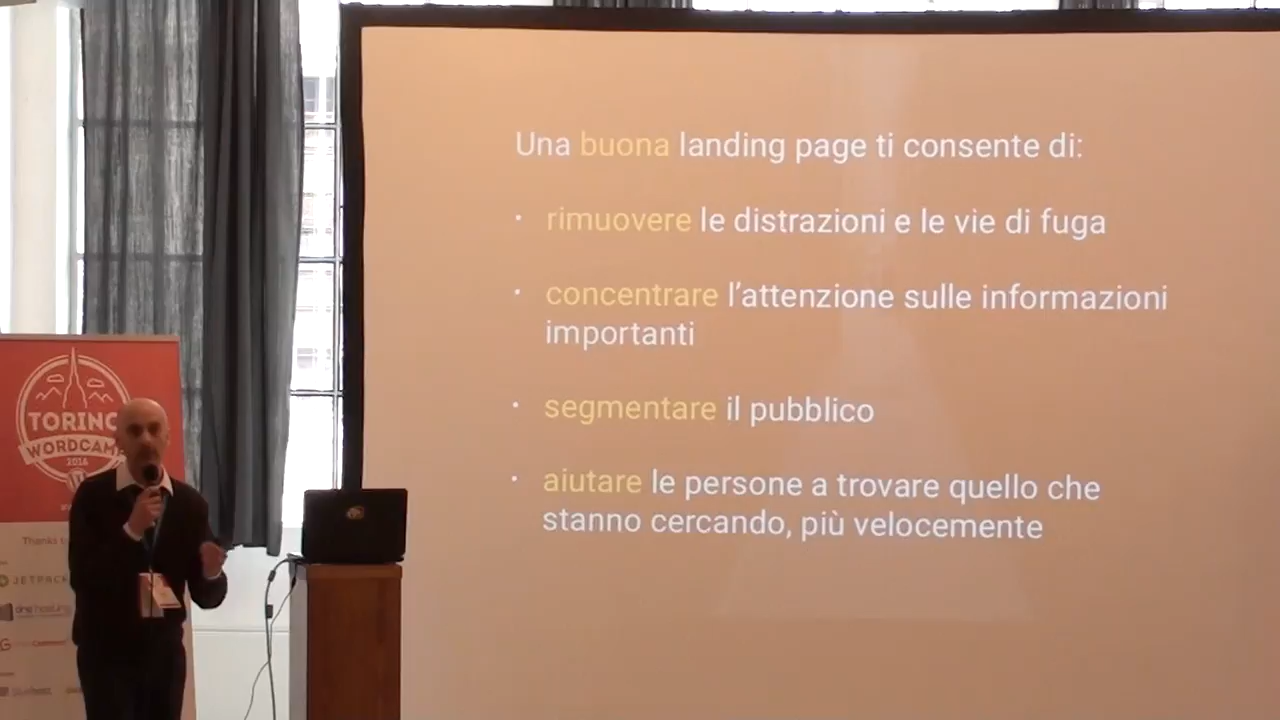 Una buona landing page ti consente di:
• rimuovere le distrazioni e le vie di fuga
• concentrare l'attenzione sulle informazioni
importanti
• segmentare il pubblico
• aiutare le persone a trovare quello che
stanno cercando, più velocemente
TORINO
WORDCAMP
2016
Thanks
JETPACK